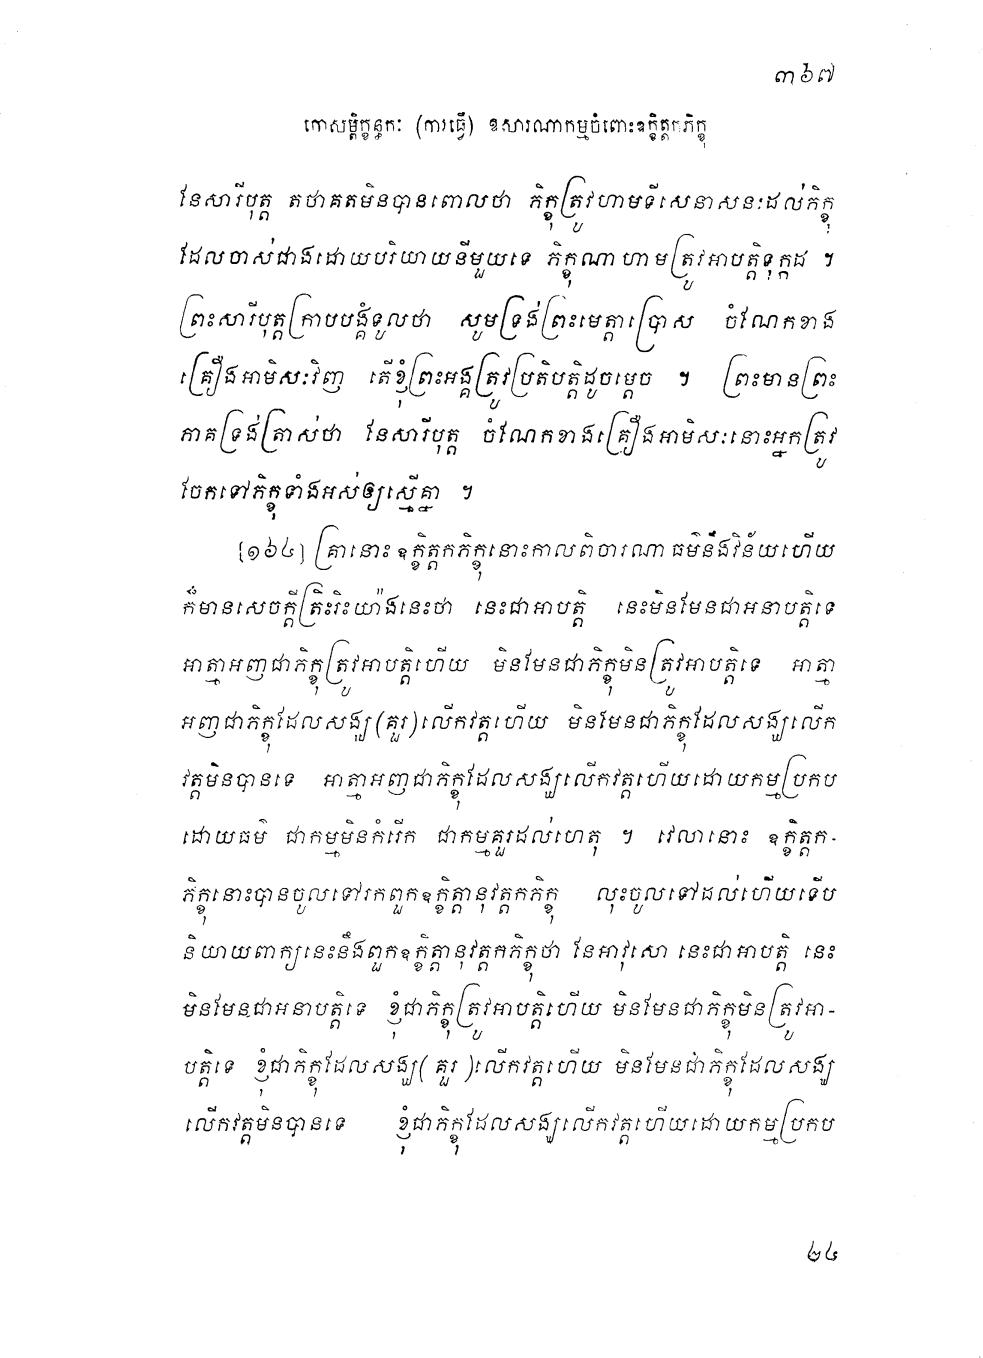 ៣៦៧
កោសម្ពិក្ខន្ធកៈ (ការធ្វើ) ឱសារណាកម្មចំពោះឧក្ខិត្តកភិក្ខុ
នែសារីបុត្ត តថាគតមិនបានពោលថា ភិក្ខុត្រូវហាមទីសេនាសនៈដល់ភិក្ខុ
ដែលចាស់ជាងដោយបរិយាយនីមួយទេ ភិក្ខុណាហាមត្រូវអាបត្តិទុក្កដ ។
ព្រះសារីបុត្តក្រាបបង្គំទូលថា សូមទ្រង់ព្រះមេត្តាប្រោស ចំណែកខាង
គ្រឿងអាមិសៈវិញ តើខ្ញុំព្រះអង្គត្រូវប្រតិបត្តិដូចម្តេច ។ ព្រះមានព្រះ
ភាគទ្រង់ត្រាស់ថា នែសារីបុត្ត ចំណែកខាងគ្រឿងអាមិសៈនោះអ្នកត្រូវ
ចែកទៅភិក្ខុទាំងអស់ឲ្យស្មើគ្នា ។
[១៦៤] គ្រានោះ ឧក្ខិត្តកភិក្ខុនោះកាលពិចារណាធម៌និងវិន័យហើយ
ក៏មានសេចក្តីត្រិះរិះយ៉ាងនេះថា នេះជាអាបត្តិ នេះមិនមែនជាអនាបត្តិទេ
អាត្មាអញជាភិក្ខុត្រូវអាបត្តិហើយ មិនមែនជាភិក្ខុមិនត្រូវអាបត្តិទេ អាត្មា
អញជាភិក្ខុដែលសង្ឃ(គួរ)លើកវត្តហើយ មិនមែនជាភិក្ខុដែលសង្ឃលើក
វត្តមិនបានទេ អាត្មាអញជាភិក្ខុដែលសង្ឃលើកវត្តហើយដោយកម្មប្រកប
ដោយធម៌ ជាកម្មមិនកំរើក ជាកម្មគួរដល់ហេតុ ។ វេលានោះ ឧក្ខិត្តក-
ភិក្ខុនោះបានចូលទៅរកពួកឧក្ខិត្តានុវត្តកភិក្ខុ លុះចូលទៅដល់ហើយទើប
និយាយពាក្យនេះនឹងពួកឧក្ខិត្តានុវត្តកភិក្ខុថា នែអាវុសោ នេះជាអាបត្តិ នេះ
មិនមែនជាអនាបត្តិទេ ខ្ញុំជាភិក្ខុត្រូវអាបត្តិហើយ មិនមែនជាភិក្ខុមិនត្រូវអា-
បត្តិទេ ខ្ញុំជាភិក្ខុដែលសង្ឃ(គួរ)លើកវត្តហើយ មិនមែនជាភិក្ខុដែលសង្ឃ
លើកវត្តមិនបានទេ ខ្ញុំជាភិក្ខុដែលសង្ឃលើកវត្តហើយដោយកម្មប្រកប
២៤